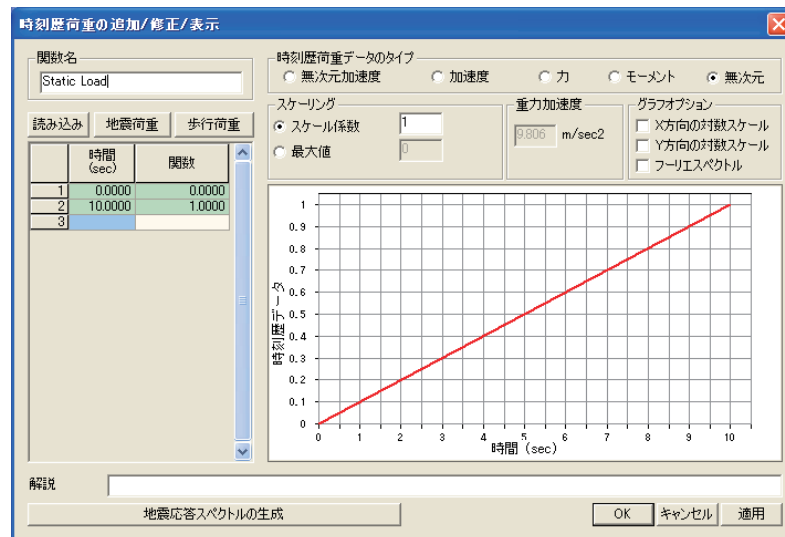 時刻歴荷重の追加/修正/表示
関数名
Static Load
読み込み 地震荷重 歩行荷重
時間 (sec) 関数
1 0.0000 0.0000
2 10.0000 1.0000
3
時刻歴荷重データのタイプ
無次元加速度 加速度 力 モーメント 無次元
スケーリング
スケール係数 1
最大値 0
重力加速度
9.806 m/sec2
グラフオプション
X方向の対数スケール
Y方向の対数スケール
フーリエスペクトル
時刻歴データ
1
0.9
0.8
0.7
0.6
0.5
0.4
0.3
0.2
0.1
0
0 1 2 3 4 5 6 7 8 9 10
時間 (sec)
解説
地震応答スペクトルの生成
OK キャンセル 適用